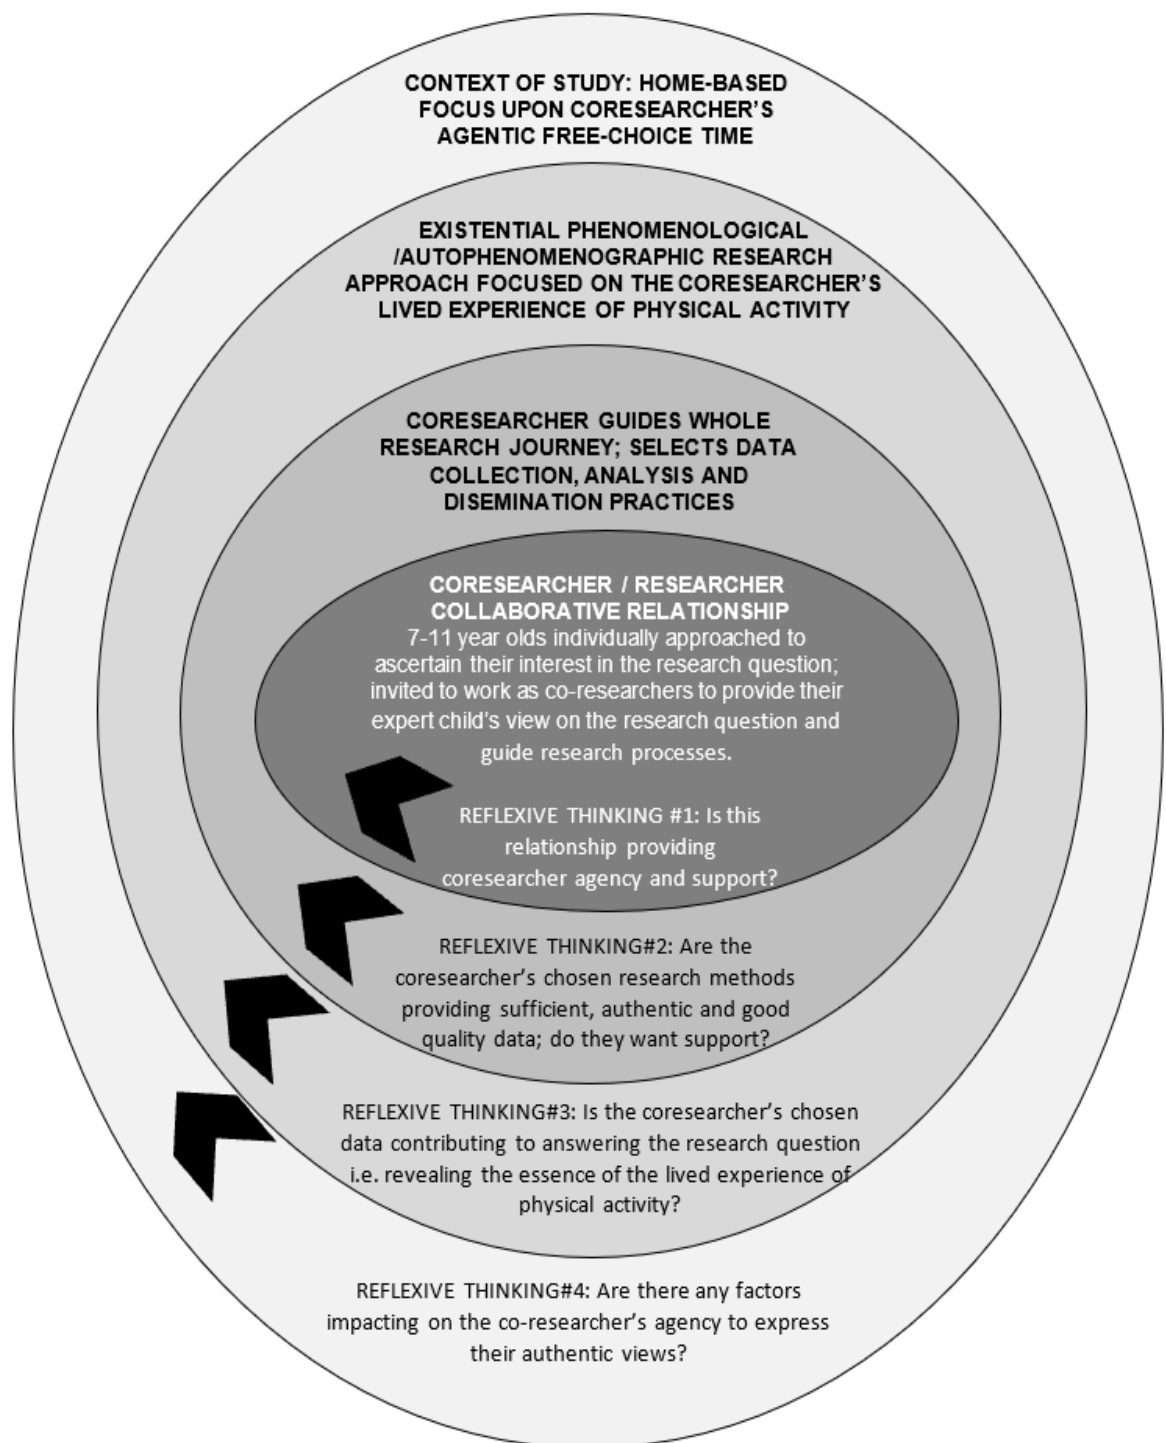 CONTEXT OF STUDY: HOME-BASED
FOCUS UPON CORESEARCHER'S
AGENTIC FREE-CHOICE TIME
EXISTENTIAL PHENOMENOLOGICAL
/AUTOPHENOMENOGRAPHIC RESEARCH
APPROACH FOCUSED ON THE CORESEARCHER'S
LIVED EXPERIENCE OF PHYSICAL ACTIVITY
CORESEARCHER GUIDES WHOLE
RESEARCH JOURNEY; SELECTS DATA
COLLECTION, ANALYSIS AND
DISEMINATION PRACTICES
CORESEARCHER / RESEARCHER
COLLABORATIVE RELATIONSHIP
7-11 year olds individually approached to
ascertain their interest in the research question;
invited to work as co-researchers to provide their
expert child's view on the research question and
guide research processes.
REFLEXIVE THINKING #1: Is this
relationship providing
coresearcher agency and support?
REFLEXIVE THINKING#2: Are the
coresearcher's chosen research methods
providing sufficient, authentic and good
quality data; do they want support?
REFLEXIVE THINKING#3: Is the coresearcher's chosen
data contributing to answering the research question
i.e. revealing the essence of the lived experience of
physical activity?
REFLEXIVE THINKING#4: Are there any factors
impacting on the co-researcher's agency to express
their authentic views?